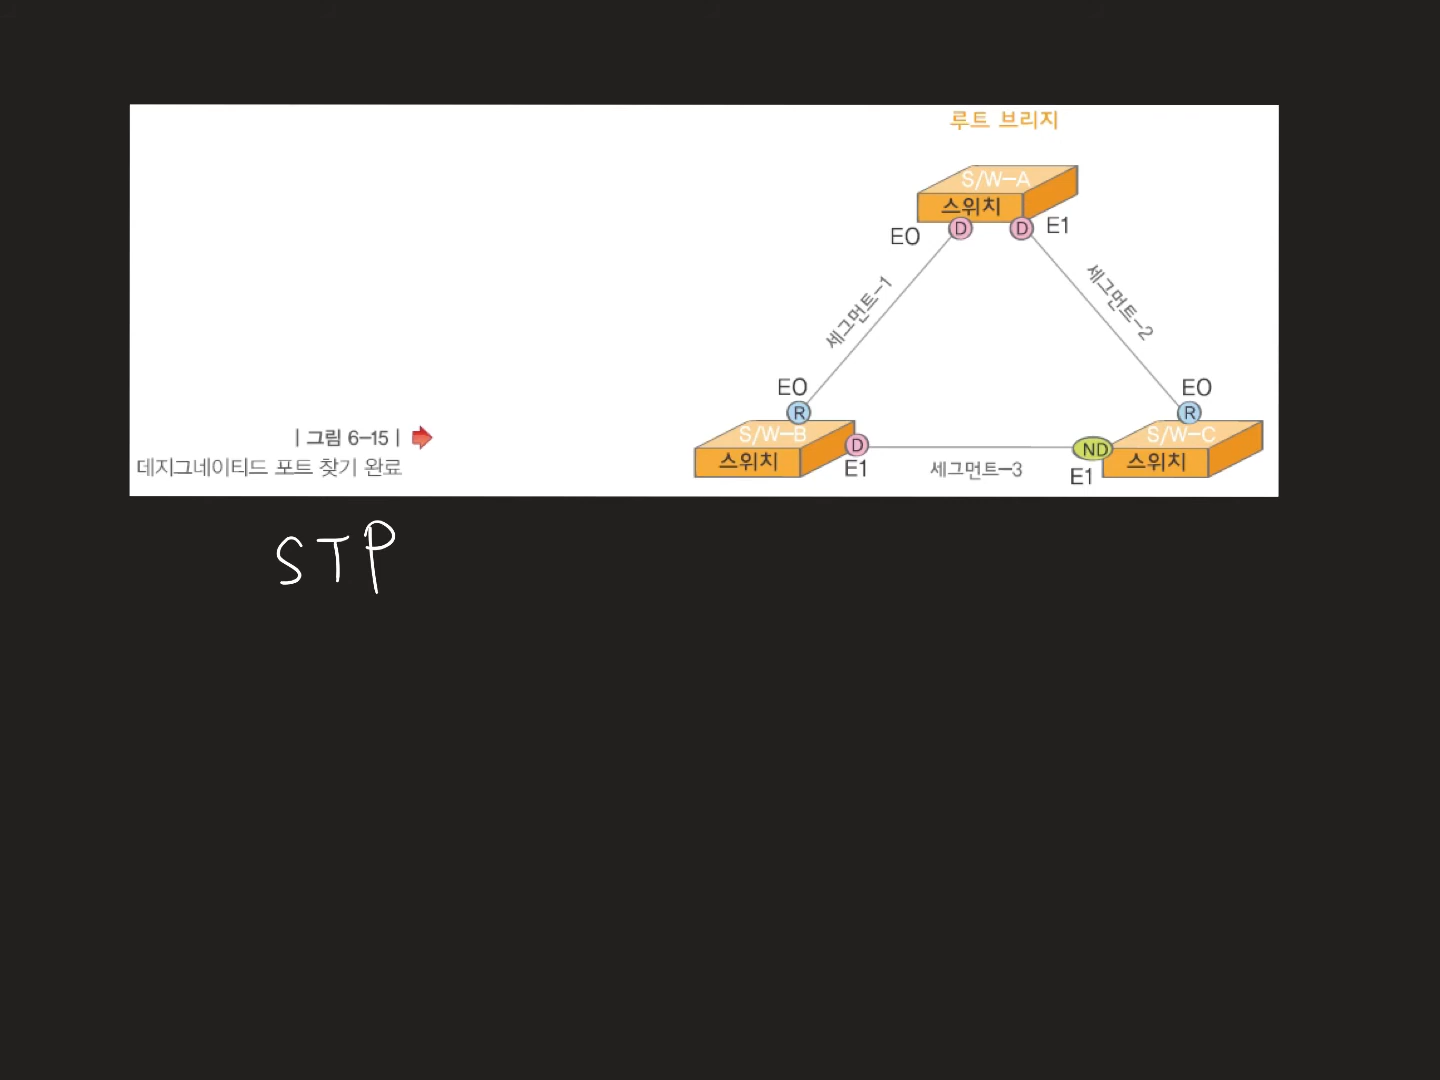 루트 브리지
S/W-A
스위치
E0 D D E1
세그먼트-1
세그먼트-2
E0
R
E0
R
S/W-B
스위치
D
E1
세그먼트-3
ND
E1
S/W-C
스위치
| 그림 6-15 |
데지그네이티드 포트 찾기 완료
STP